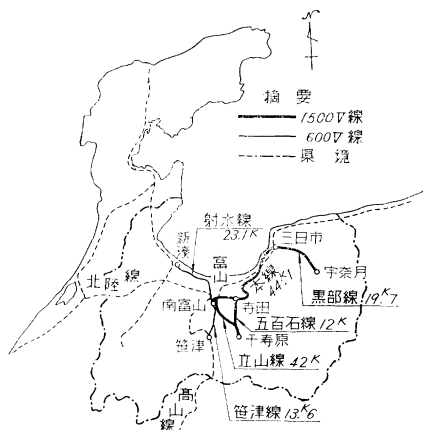 N
摘要
1500V線
600V線
県境
射水線
23.1K
新湊
三日市
富山
本線
44.1
宇奈月
北陸線
黒部線 19.K7
南富山
寺田
五百石線 12K
千寿原
笹津
立山線 42K
笹津線 13.K6
高山線